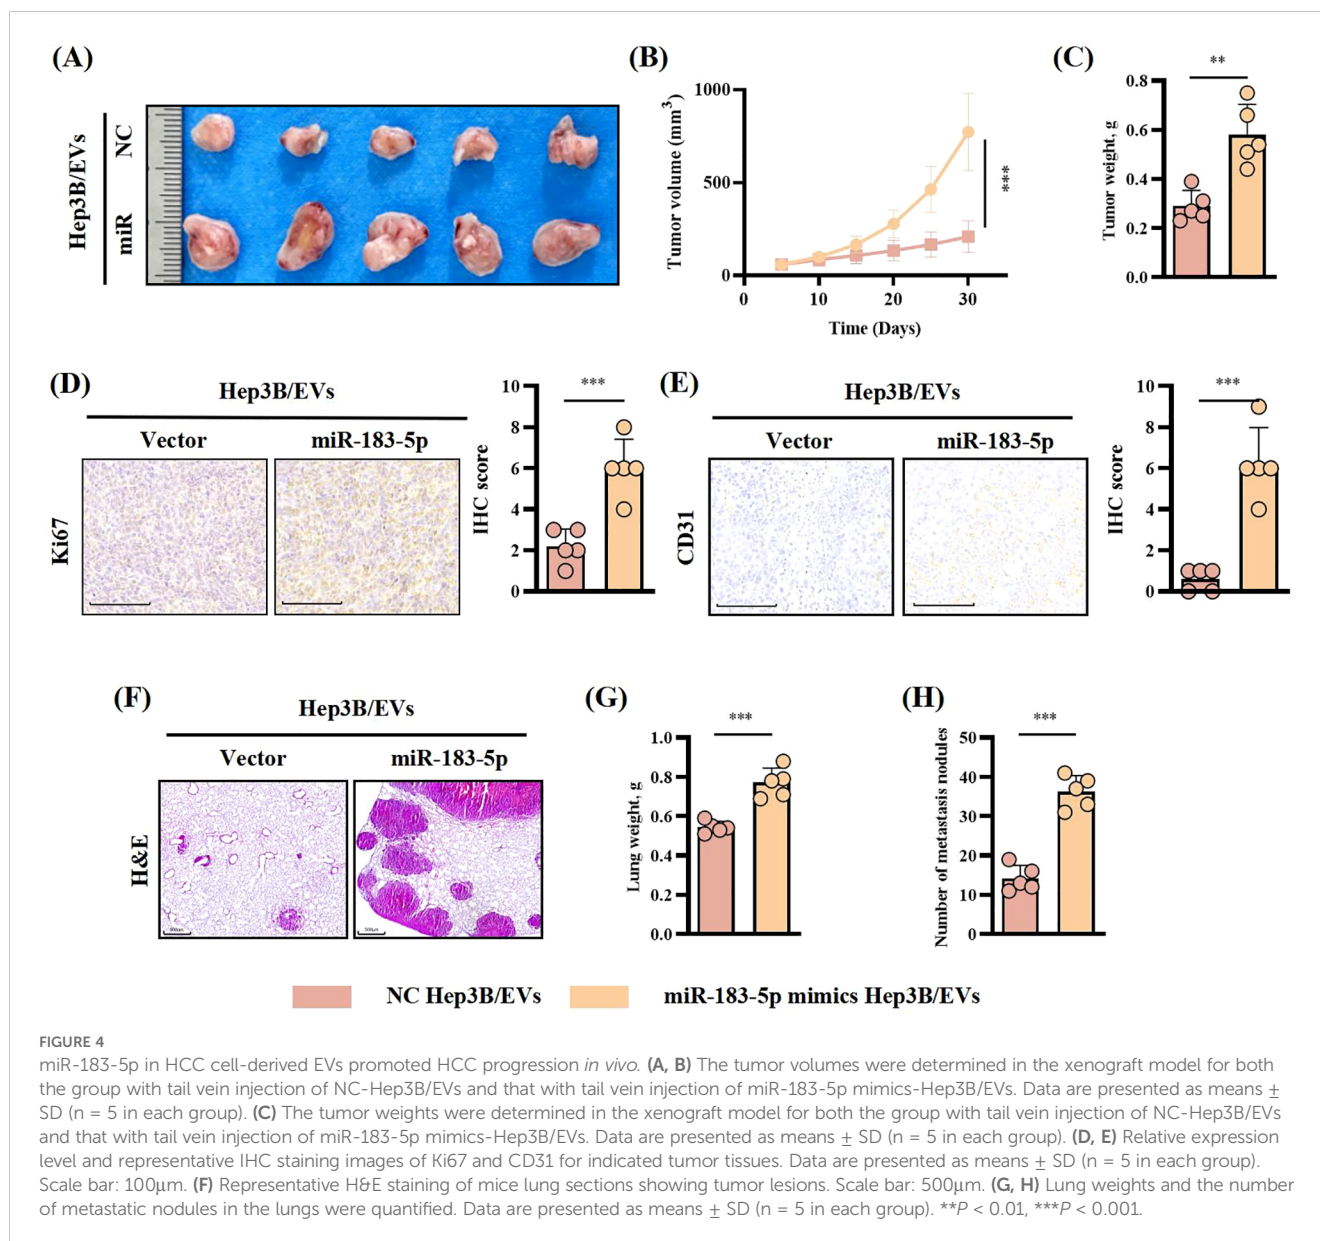 (A)
Hep3B/EVs
NC
miR
(B)
Tumor volume (mm³)
1000
500
0
0 10 20 30
Time (Days)
***
(C)
Tumor weight, g
0.8
0.6
0.4
0.2
0.0
**
(D)
Hep3B/EVs
Vector miR-183-5p
Ki67
IHC score
10
8
6
4
2
0
***
(E)
Hep3B/EVs
Vector miR-183-5p
CD31
IHC score
10
8
6
4
2
0
***
(F)
Hep3B/EVs
Vector miR-183-5p
H&E
500μm 500μm
(G)
Lung weight, g
1.0
0.8
0.6
0.4
0.2
0.0
***
(H)
Number of metastasis nodules
50
40
30
20
10
0
***
NC Hep3B/EVs miR-183-5p mimics Hep3B/EVs
FIGURE 4
miR-183-5p in HCC cell-derived EVs promoted HCC progression in vivo. (A, B) The tumor volumes were determined in the xenograft model for both
the group with tail vein injection of NC-Hep3B/EVs and that with tail vein injection of miR-183-5p mimics-Hep3B/EVs. Data are presented as means ±
SD (n = 5 in each group). (C) The tumor weights were determined in the xenograft model for both the group with tail vein injection of NC-Hep3B/EVs
and that with tail vein injection of miR-183-5p mimics-Hep3B/EVs. Data are presented as means ± SD (n = 5 in each group). (D, E) Relative expression
level and representative IHC staining images of Ki67 and CD31 for indicated tumor tissues. Data are presented as means ± SD (n = 5 in each group).
Scale bar: 100μm. (F) Representative H&E staining of mice lung sections showing tumor lesions. Scale bar: 500μm. (G, H) Lung weights and the number
of metastatic nodules in the lungs were quantified. Data are presented as means ± SD (n = 5 in each group). **P < 0.01, ***P < 0.001.